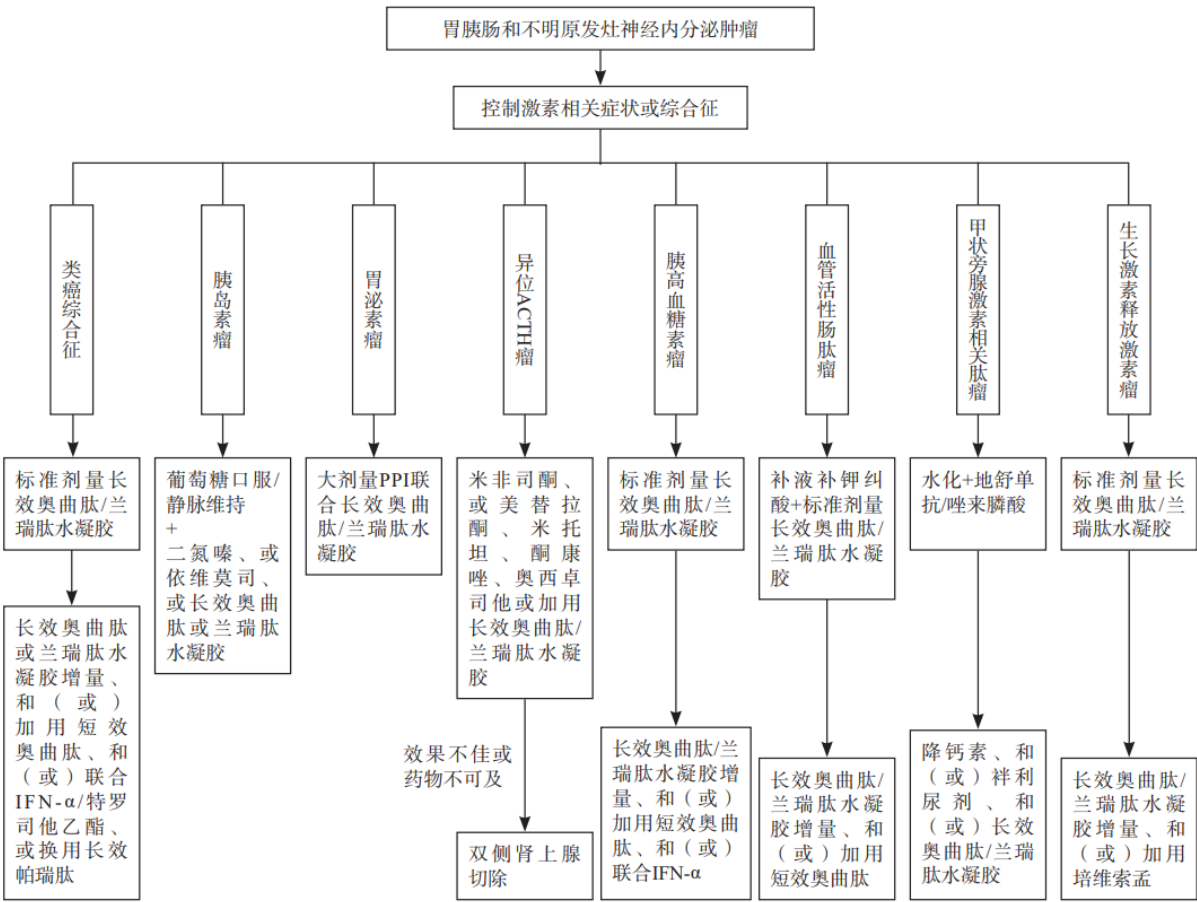 胃胰肠和不明原发灶神经内分泌肿瘤
控制激素相关症状或综合征
类癌综合征
胰岛素瘤
胃泌素瘤
异位ACTH瘤
胰高血糖素瘤
血管活性肠肽瘤
甲状旁腺激素相关肽瘤
生长激素释放激素瘤
标准剂量长
效奥曲肽/兰
瑞肽水凝胶
葡萄糖口服/
静脉维持
+
二氮嗪、或
依维莫司、
或长效奥曲
肽或兰瑞肽
水凝胶
大剂量PPI联
合长效奥曲
肽/兰瑞肽水
凝胶
米非司酮、
或美替拉
酮、米托
坦、酮康
唑、奥西卓
司他或加用
长效奥曲肽/
兰瑞肽水凝
胶
标准剂量长
效奥曲肽/兰
瑞肽水凝胶
补液补钾纠
酸+标准剂量
长效奥曲肽/
兰瑞肽水凝
胶
水化+地舒单
抗/唑来膦酸
标准剂量长
效奥曲肽/兰
瑞肽水凝胶
长效奥曲肽
或兰瑞肽水
凝胶增量、
和（或）
加用短效
奥曲肽、和
（或）联合
IFN-α/特罗
司他乙酯、
或换用长效
帕瑞肽
效果不佳或
药物不可及
双侧肾上腺
切除
长效奥曲肽/兰
瑞肽水凝胶增
量、和（或）
加用短效奥曲
肽、和（或）
联合IFN-α
长效奥曲肽/
兰瑞肽水凝
胶增量、和
（或）加用
短效奥曲肽
降钙素、和
（或）袢利
尿剂、和
（或）长效
奥曲肽/兰瑞
肽水凝胶
长效奥曲肽/
兰瑞肽水凝
胶增量、和
（或）加用
培维索孟